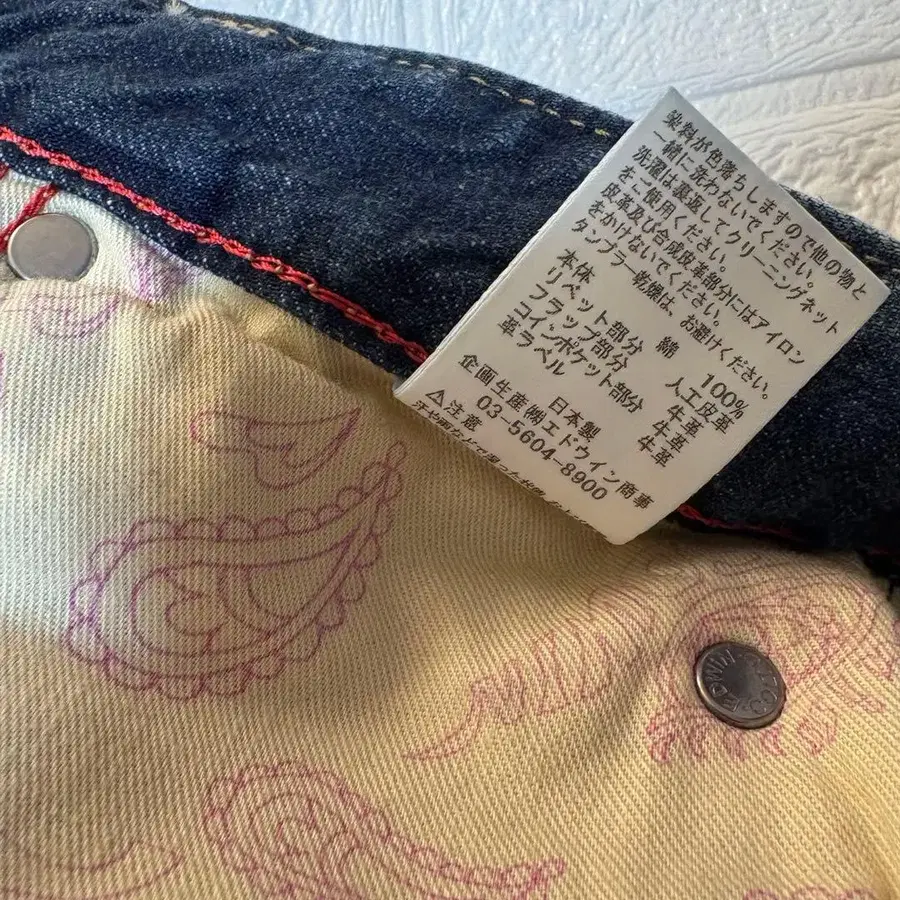 染料が色落ちしますので他の物と
一緒に洗わないでください。
洗濯は裏返してクリーニングネット
をご使用ください。
皮革及び合成皮革部分にはアイロン
をかけないでください。
タンブラー乾燥は、お避けください。
本体 綿 100%
リベット部分 人工皮革
フラップ部分 牛革
コインポケット部分 牛革
革ラベル 牛革
日本製
企画生産㈱エドウイン商事
03-5604-8900
⚠注意
EDWIN